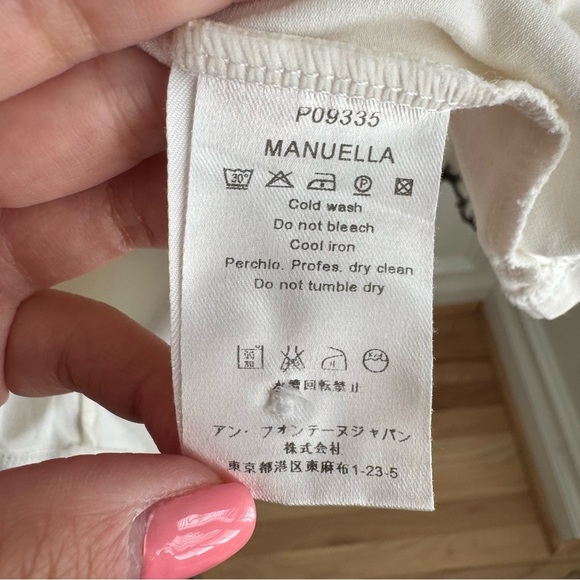 P09335
MANUELLA
30°
P
Cold wash
Do not bleach
Cool iron
Perchlo. Profes. dry clean
Do not tumble dry
回転禁止
アン・フォンテーヌジャパン
株式会社
東京都港区東麻布1-23-5